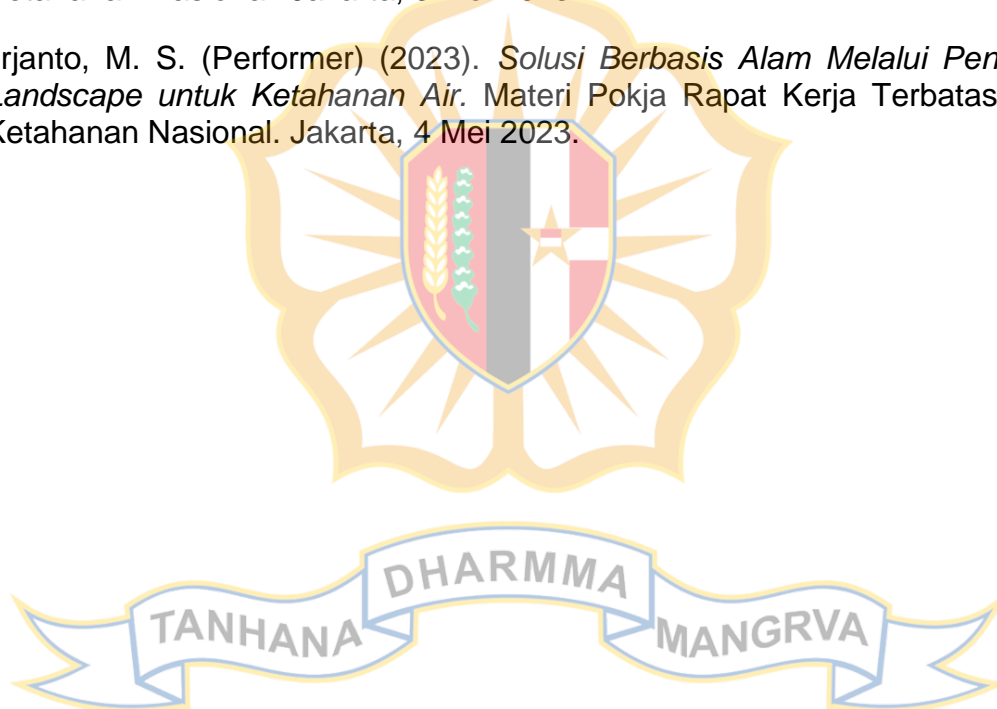 rjanto, M. S. (Performer) (2023). Solusi Berbasis Alam Melalui Pen
Landscape untuk Ketahanan Air. Materi Pokja Rapat Kerja Terbatas
Ketahanan Nasional. Jakarta, 4 Mei 2023.
TANHANA DHARMMA MANGRVA